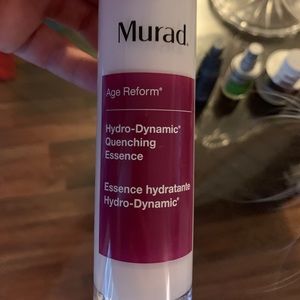 Murad.
Age Reform®
Hydro-Dynamic®
Quenching
Essence
Essence hydratante
Hydro-Dynamic®